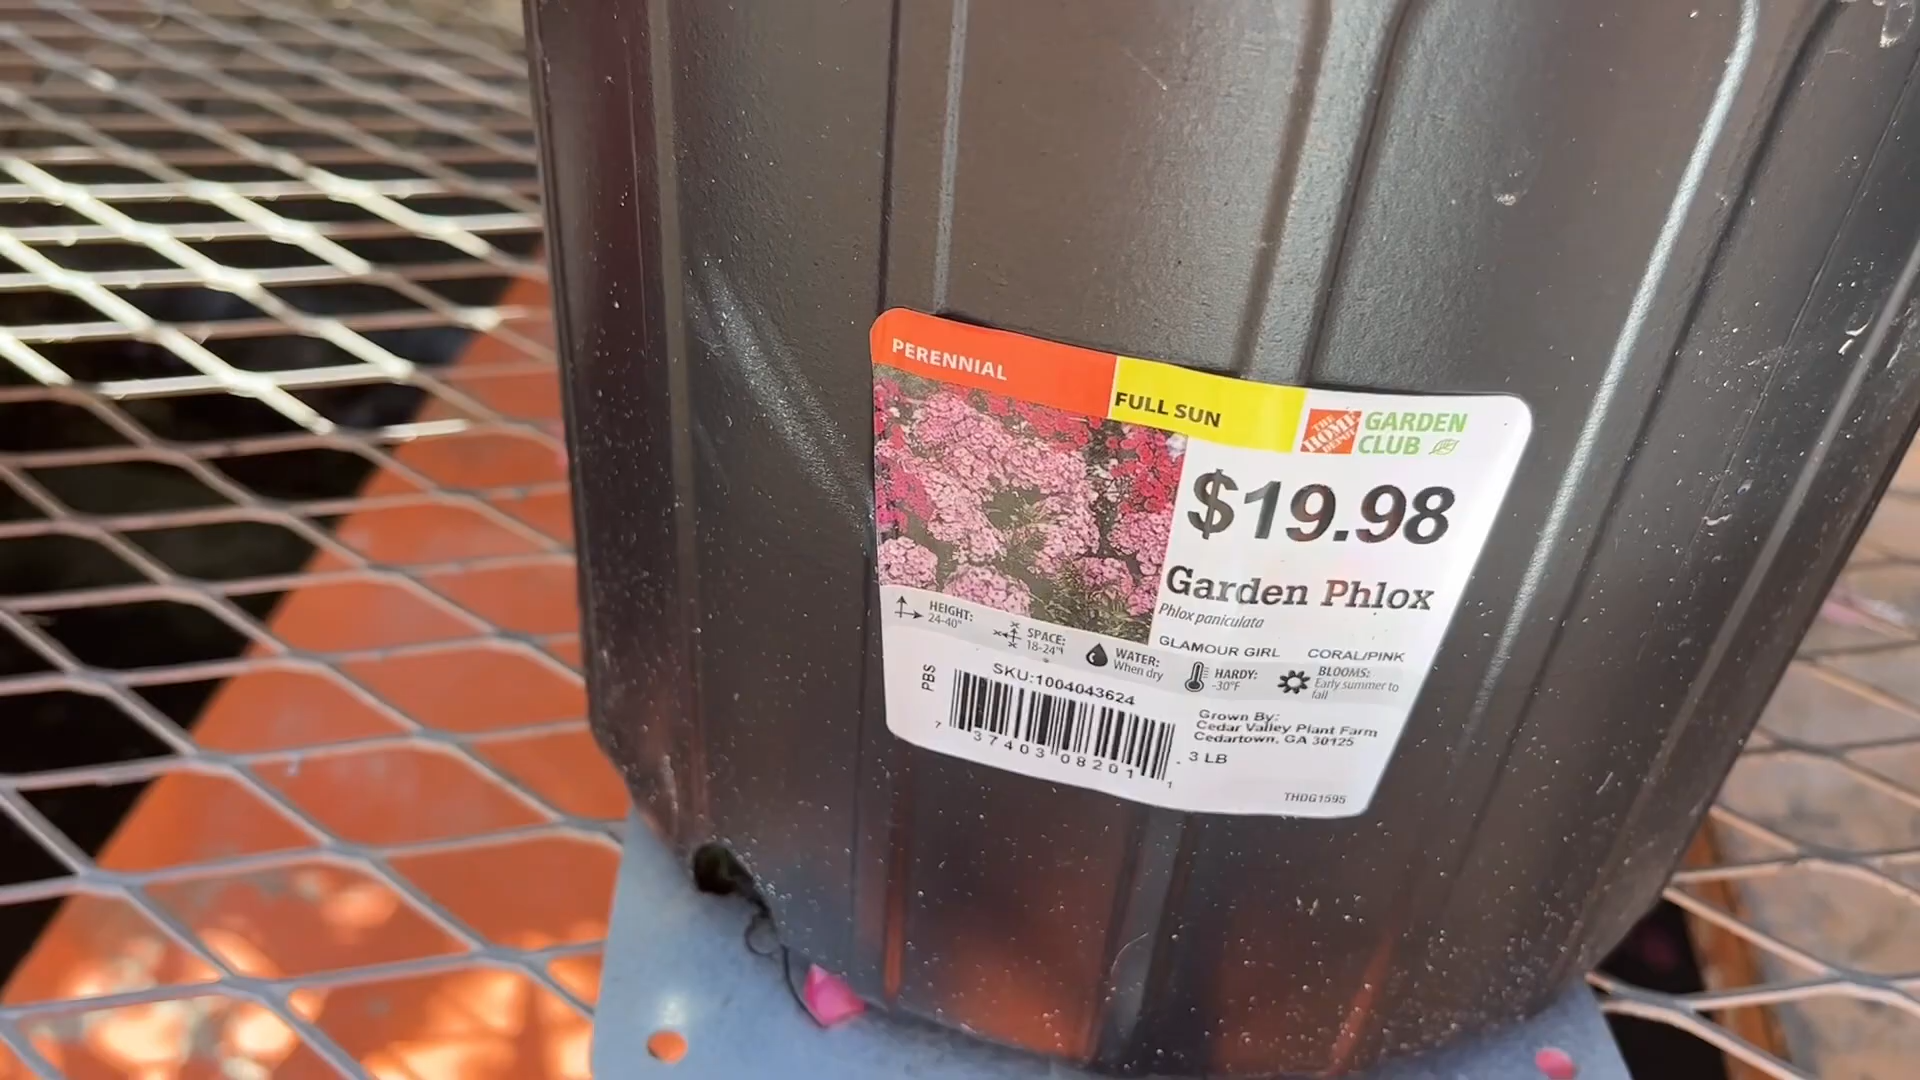 PERENNIAL
FULL SUN
THE HOME DEPOT
GARDEN CLUB
$19.98
Garden Phlox
Phlox paniculata
GLAMOUR GIRL CORAL/PINK
HEIGHT:
24-40"
SPACE:
18-24"
WATER:
When dry
HARDY:
-30°F
BLOOMS:
Early summer to
fall
PBS
SKU:1004043624
7 37403 08201 1
Grown By:
Cedar Valley Plant Farm
Cedartown, GA 30125
. 3 LB
THDG1595